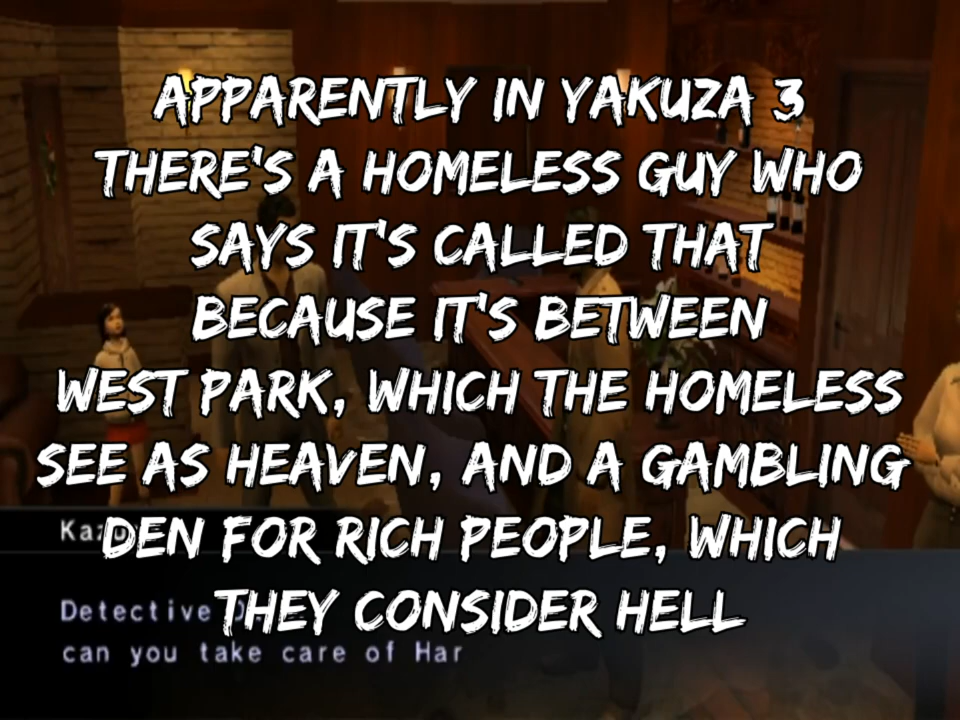 APPARENTLY IN YAKUZA 3
THERE'S A HOMELESS GUY WHO
SAYS IT'S CALLED THAT
BECAUSE IT'S BETWEEN
WEST PARK, WHICH THE HOMELESS
SEE AS HEAVEN, AND A GAMBLING
DEN FOR RICH PEOPLE, WHICH
THEY CONSIDER HELL
Detective
can you take care of Har